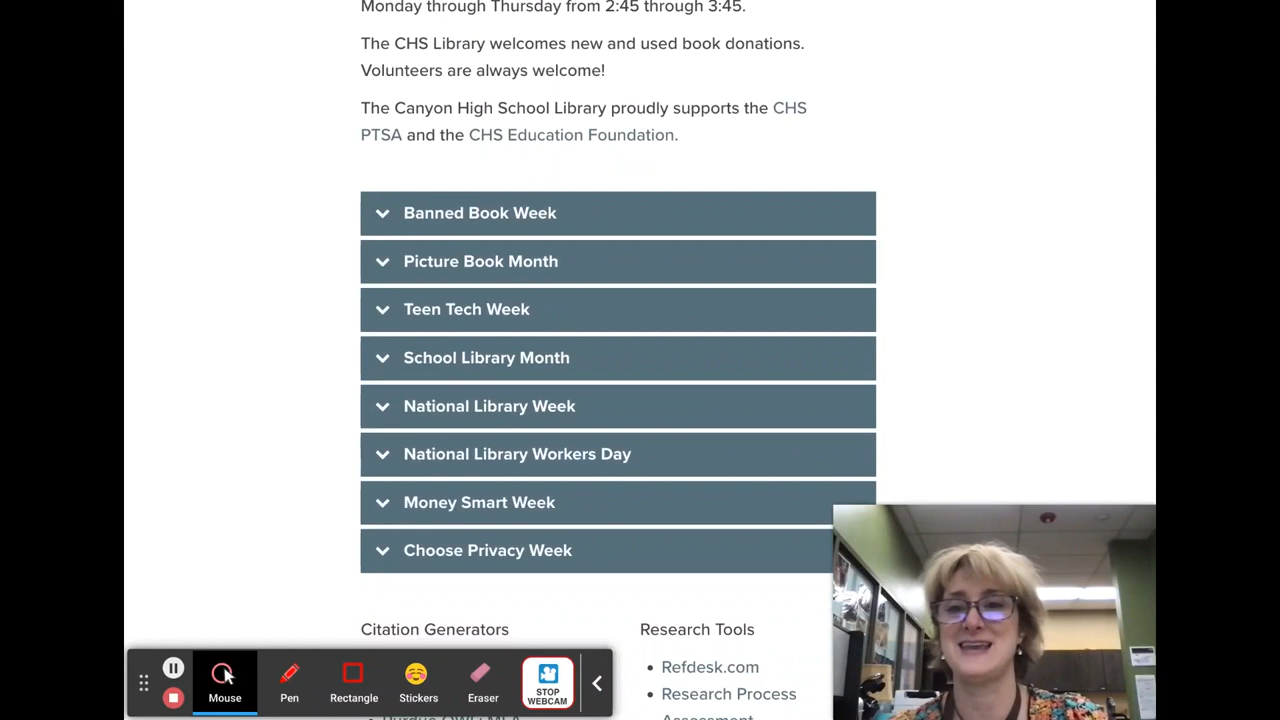 Monday through Thursday from 2:45 through 3:45.
The CHS Library welcomes new and used book donations.
Volunteers are always welcome!
The Canyon High School Library proudly supports the CHS
PTSA and the CHS Education Foundation.
Banned Book Week
Picture Book Month
Teen Tech Week
School Library Month
National Library Week
National Library Workers Day
Money Smart Week
Choose Privacy Week
Citation Generators
Research Tools
• Refdesk.com
• Research Process
Assessment
Mouse
Pen
Rectangle
Stickers
Eraser
STOP
WEBCAM